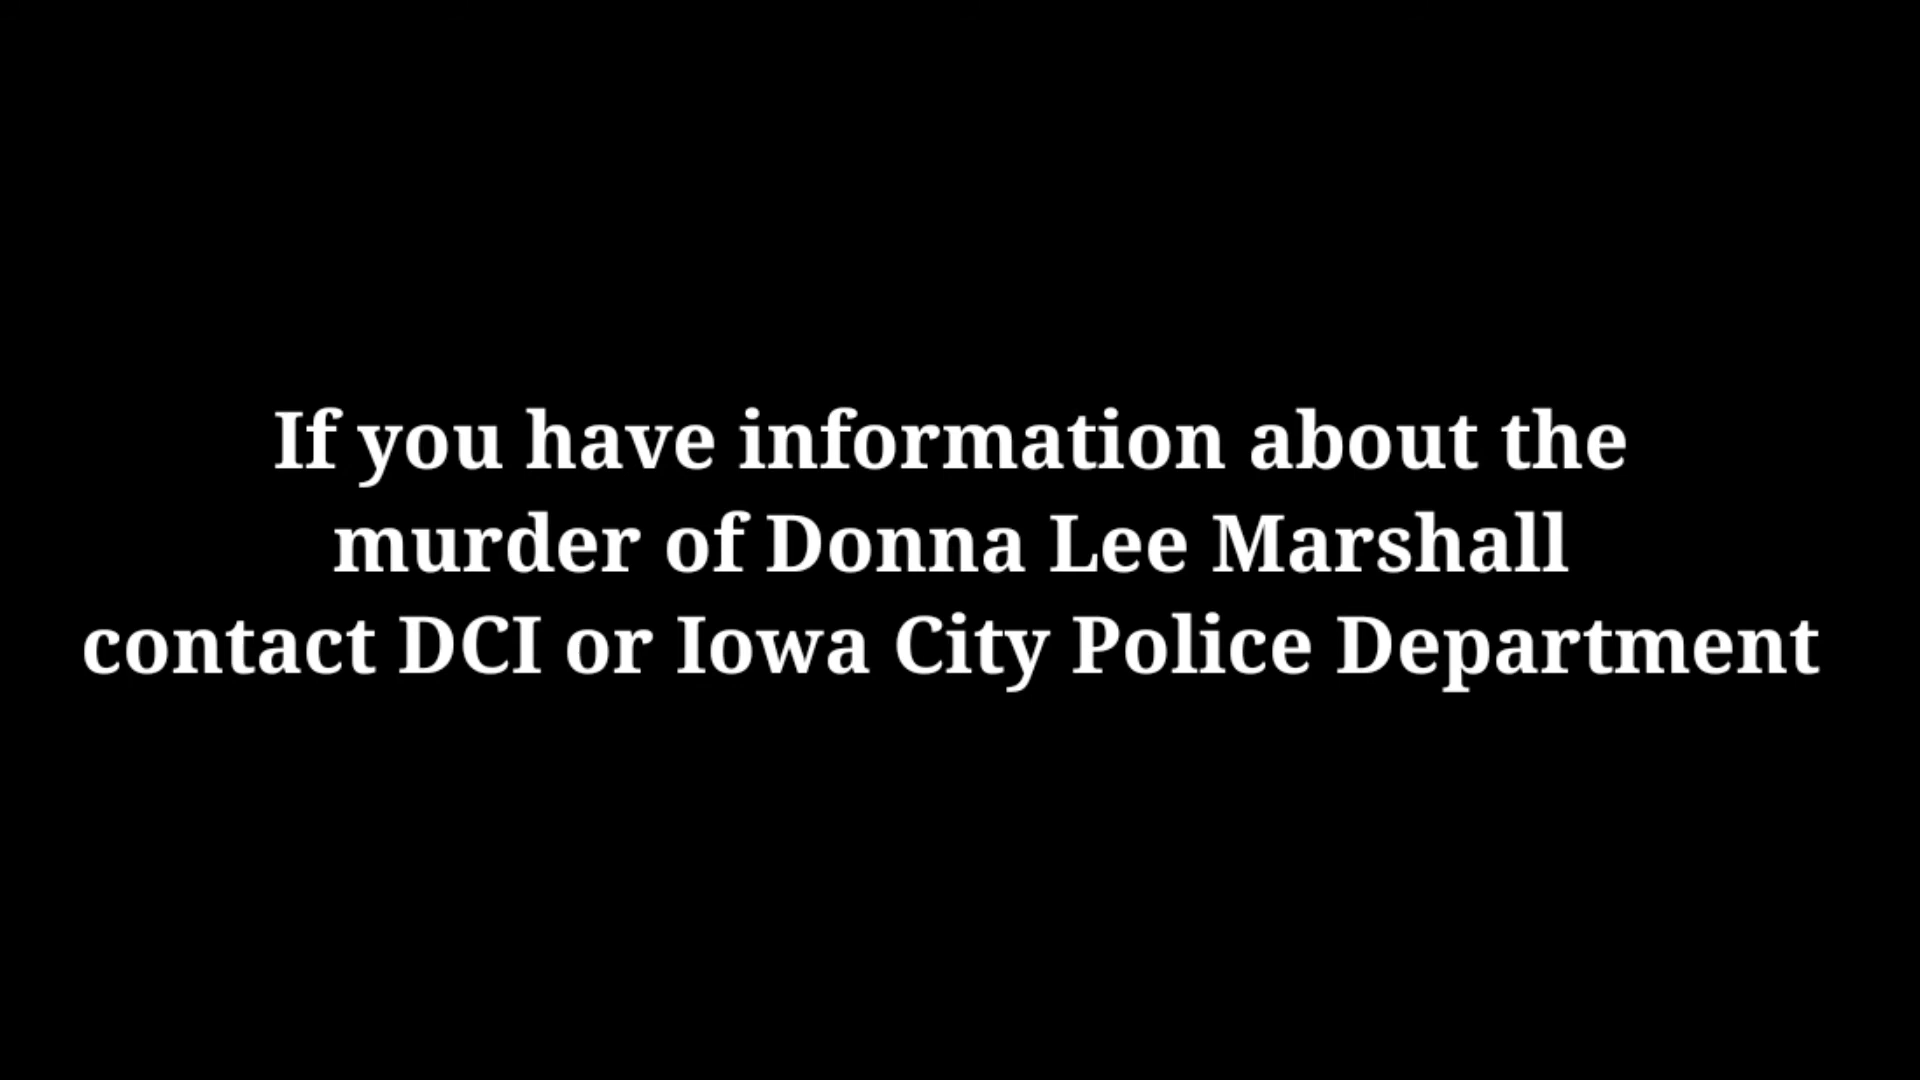 If you have information about the
murder of Donna Lee Marshall
contact DCI or Iowa City Police Department